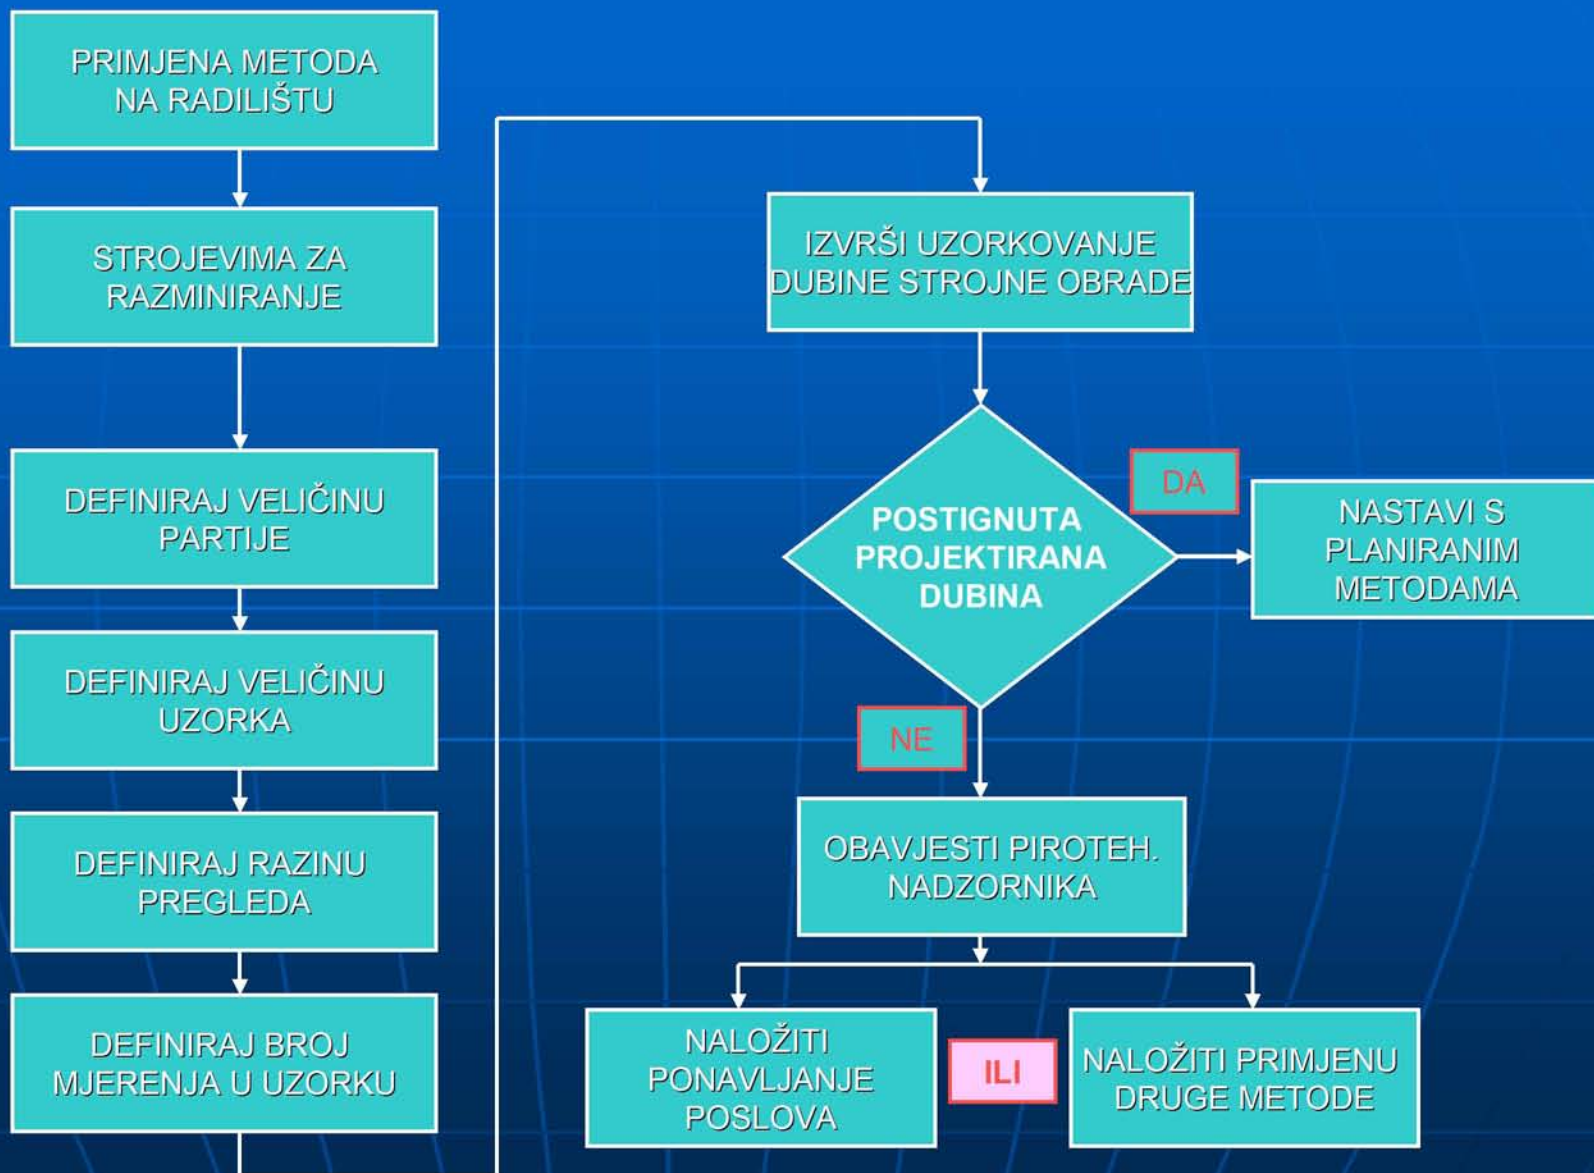 PRIMJENA METODA
NA RADILIŠTU
STROJEVIMA ZA
RAZMINIRANJE
DEFINIRAJ VELIČINU
PARTIJE
DEFINIRAJ VELIČINU
UZORKA
DEFINIRAJ RAZINU
PREGLEDA
DEFINIRAJ BROJ
MJERENJA U UZORKU
IZVRŠI UZORKOVANJE
DUBINE STROJNE OBRADE
POSTIGNUTA
PROJEKTIRANA
DUBINA
DA
NASTAVI S
PLANIRANIM
METODAMA
NE
OBAVJESTI PIROTEH.
NADZORNIKA
NALÖŽITI
PONAVLJANJE
POSLOVA
ILI
NALÖŽITI PRIMJENU
DRUGE METODE